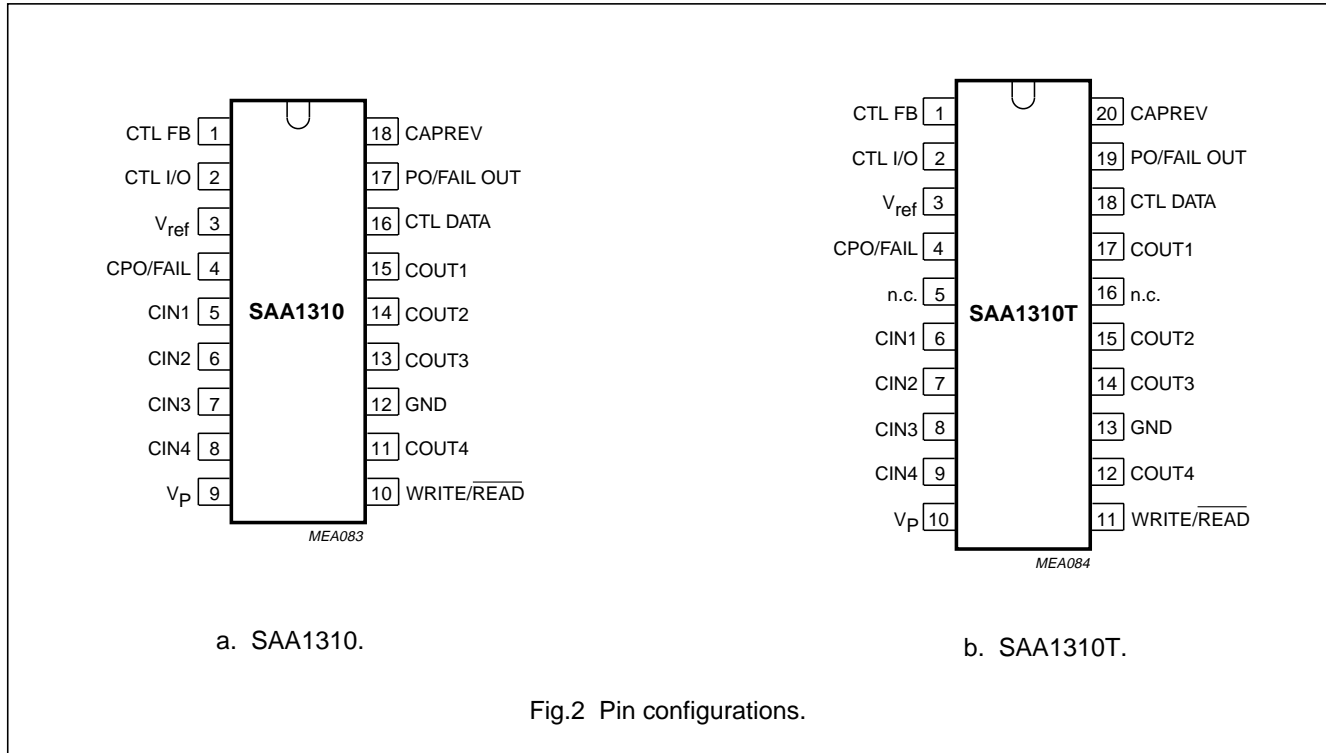 CTL FB 1
CTL I/O 2
Vref 3
CPO/FAIL 4
CIN1 5
CIN2 6
CIN3 7
CIN4 8
VP 9
SAA1310
18 CAPREV
17 PO/FAIL OUT
16 CTL DATA
15 COUT1
14 COUT2
13 COUT3
12 GND
11 COUT4
10 WRITE/READ
MEA083
a. SAA1310.
CTL FB 1
CTL I/O 2
Vref 3
CPO/FAIL 4
n.c. 5
CIN1 6
CIN2 7
CIN3 8
CIN4 9
VP 10
SAA1310T
20 CAPREV
19 PO/FAIL OUT
18 CTL DATA
17 COUT1
16 n.c.
15 COUT2
14 COUT3
13 GND
12 COUT4
11 WRITE/READ
MEA084
b. SAA1310T.
Fig.2 Pin configurations.